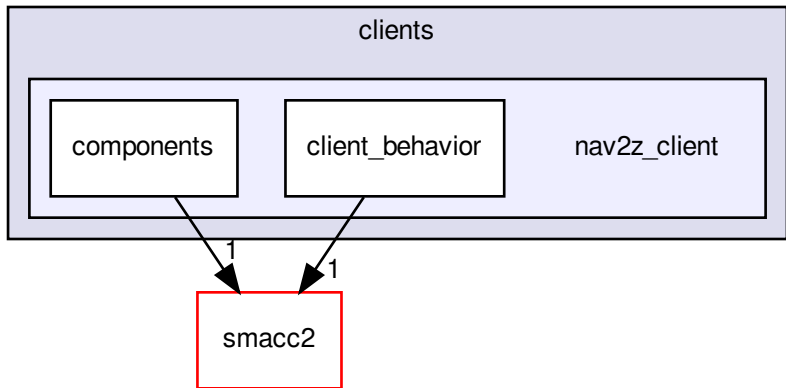 clients
components
client_behavior
nav2z_client
1
1
smacc2